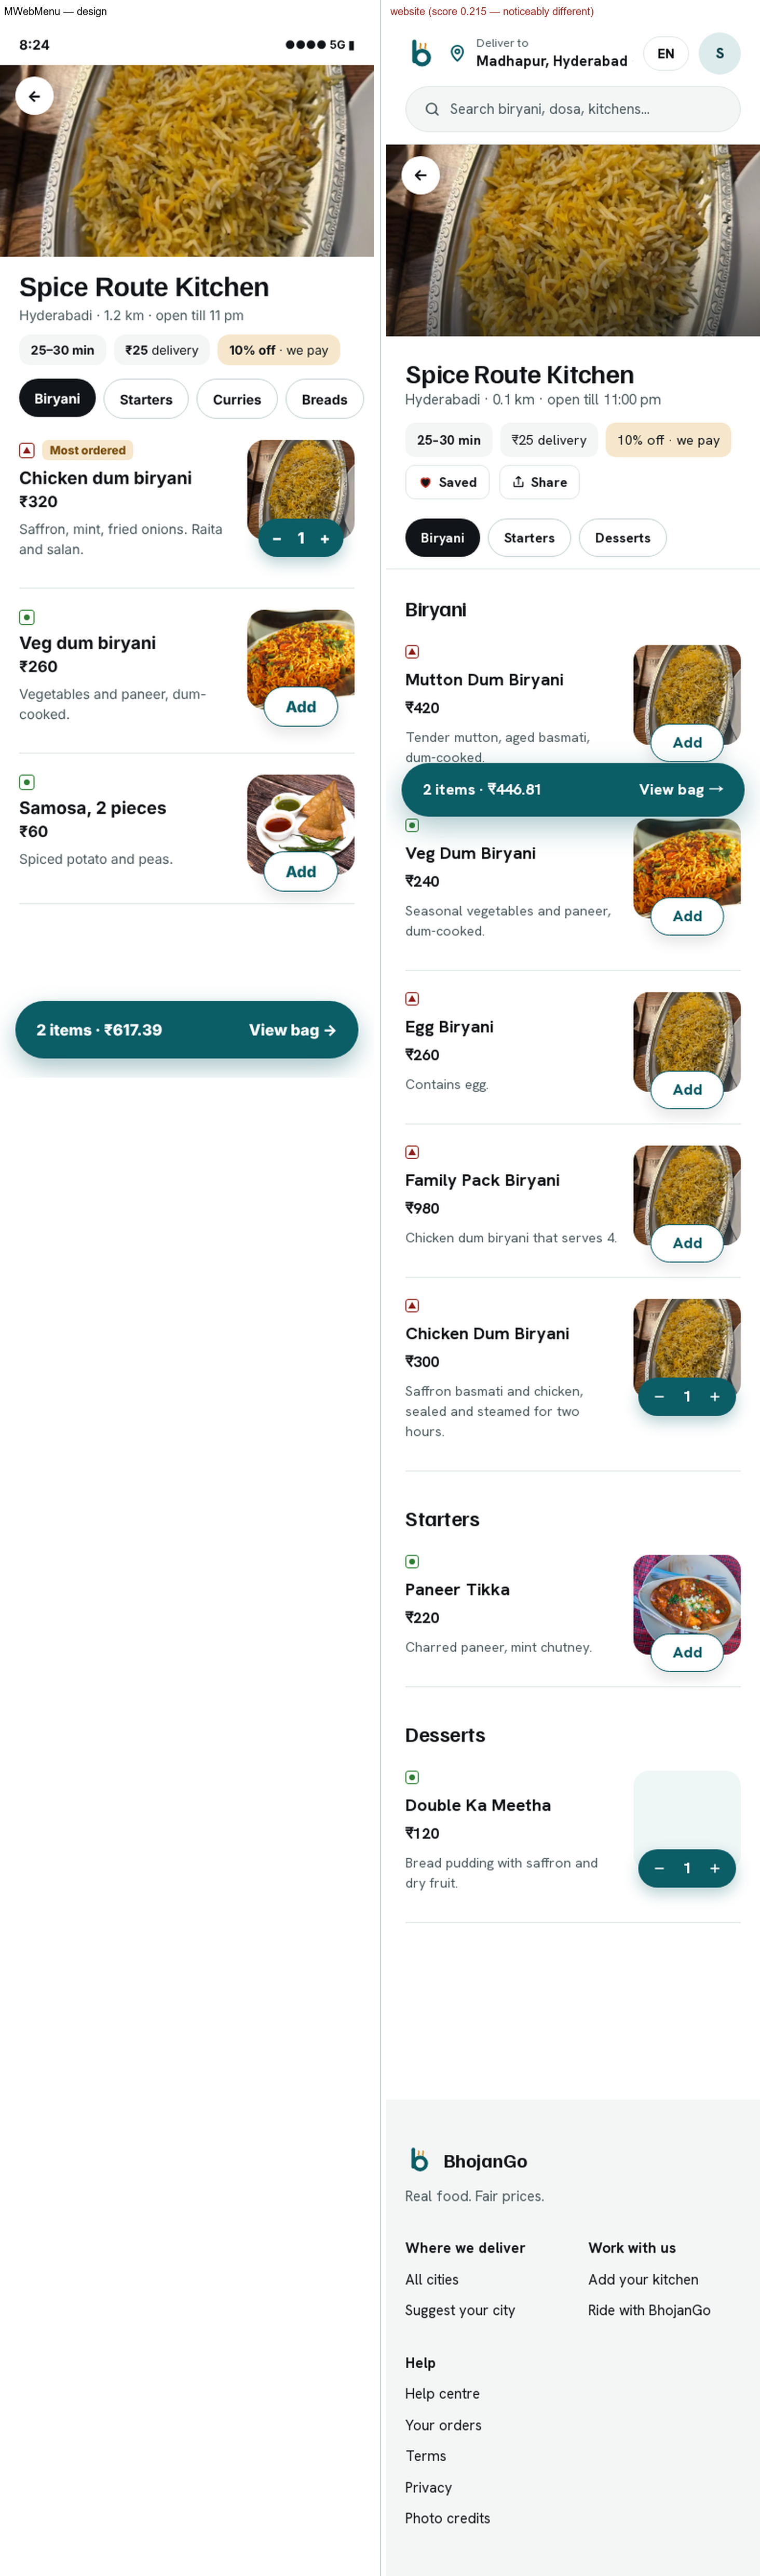 MWebMenu — design
8:24
5G
←
Spice Route Kitchen
Hyderabadi · 1.2 km · open till 11 pm
25–30 min
₹25 delivery
10% off · we pay
Biryani
Starters
Curries
Breads
Most ordered
Chicken dum biryani
₹320
Saffron, mint, fried onions. Raita
and salan.
− 1 +
Veg dum biryani
₹260
Vegetables and paneer, dum-
cooked.
Add
Samosa, 2 pieces
₹60
Spiced potato and peas.
Add
2 items · ₹617.39
View bag →
website (score 0.215 — noticeably different)
Deliver to
Madhapur, Hyderabad
EN
S
Search biryani, dosa, kitchens...
←
Spice Route Kitchen
Hyderabadi · 0.1 km · open till 11:00 pm
25–30 min
₹25 delivery
10% off · we pay
Saved
Share
Biryani
Starters
Desserts
Biryani
Mutton Dum Biryani
₹420
Tender mutton, aged basmati,
dum-cooked.
Add
2 items · ₹446.81
View bag →
Veg Dum Biryani
₹240
Seasonal vegetables and paneer,
dum-cooked.
Add
Egg Biryani
₹260
Contains egg.
Add
Family Pack Biryani
₹980
Chicken dum biryani that serves 4.
Add
Chicken Dum Biryani
₹300
Saffron basmati and chicken,
sealed and steamed for two
hours.
− 1 +
Starters
Paneer Tikka
₹220
Charred paneer, mint chutney.
Add
Desserts
Double Ka Meetha
₹120
Bread pudding with saffron and
dry fruit.
− 1 +
BhojanGo
Real food. Fair prices.
Where we deliver
All cities
Suggest your city
Work with us
Add your kitchen
Ride with BhojanGo
Help
Help centre
Your orders
Terms
Privacy
Photo credits